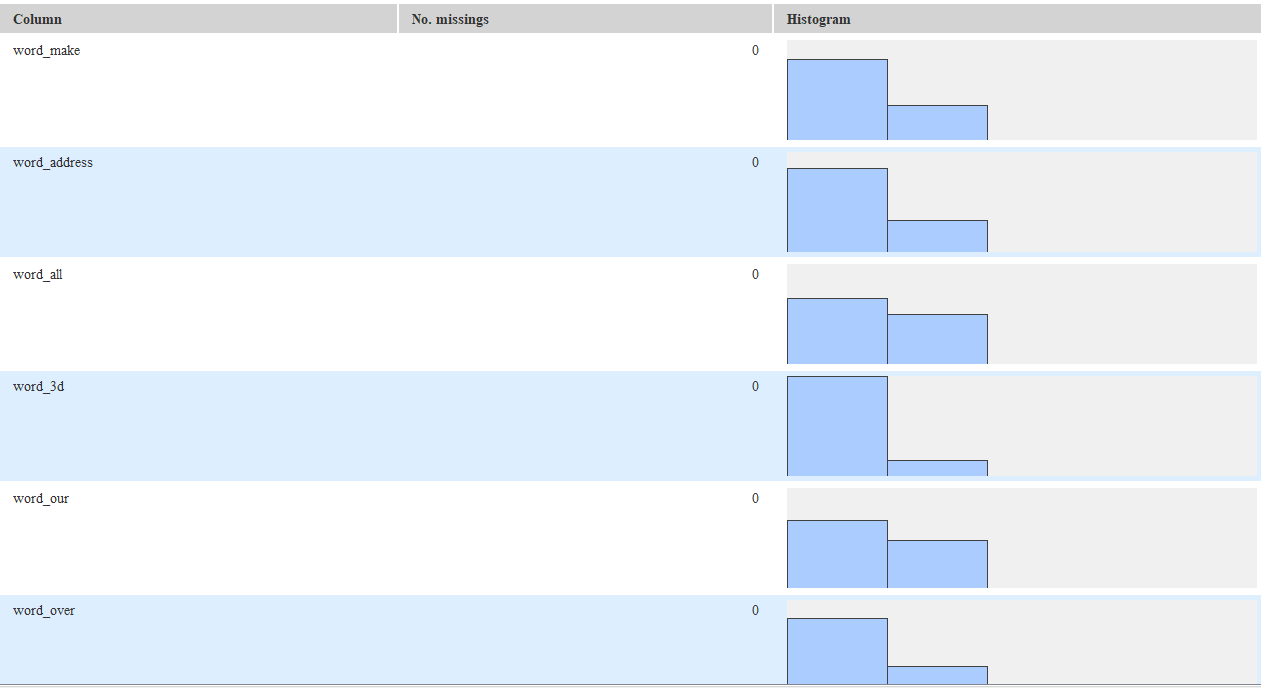 Column No. missings Histogram
word_make 0
word_address 0
word_all 0
word_3d 0
word_our 0
word_over 0